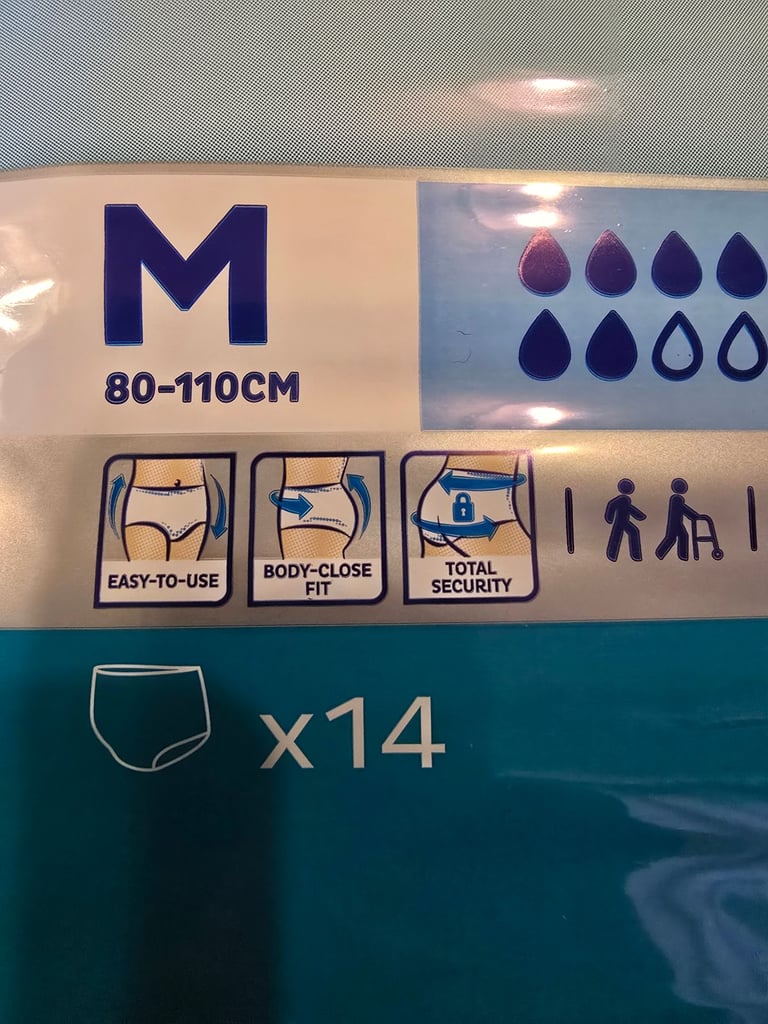 M
80-110CM
EASY-TO-USE
BODY-CLOSE
FIT
TOTAL
SECURITY
x14